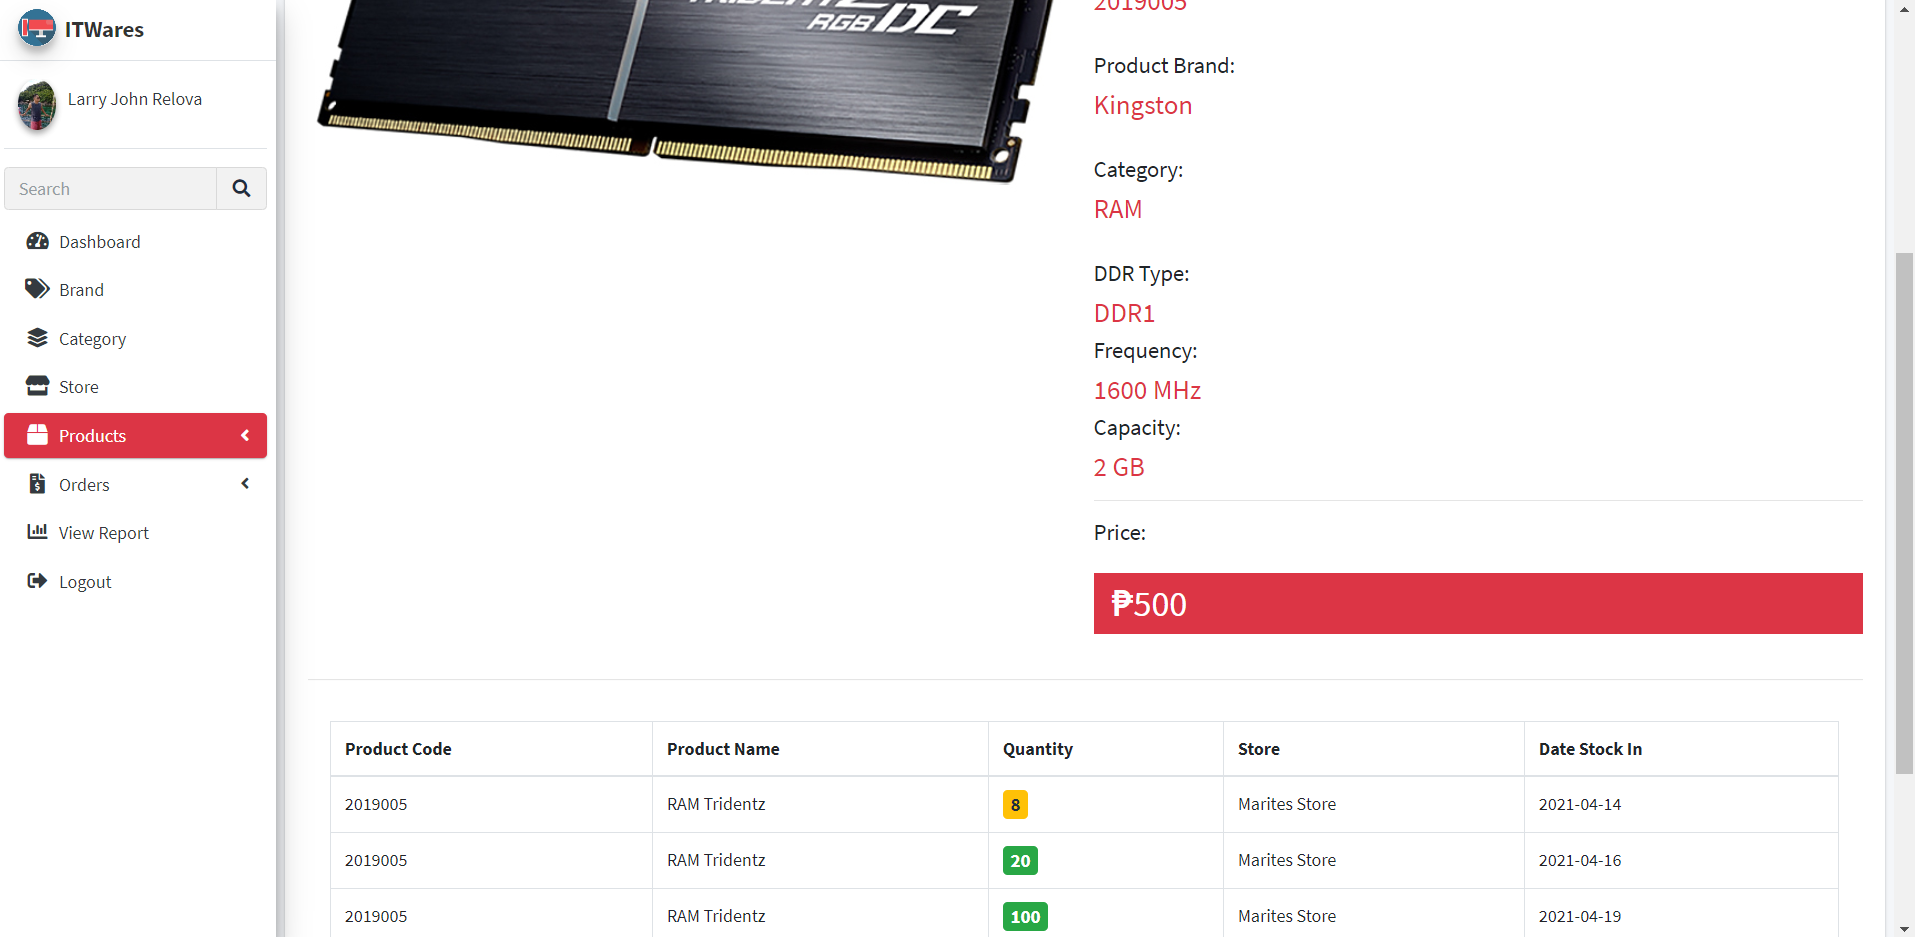 ITWares
Larry John Relova
Search
Dashboard
Brand
Category
Store
Products
Orders
View Report
Logout
RGB DC
2019005
Product Brand:
Kingston
Category:
RAM
DDR Type:
DDR1
Frequency:
1600 MHz
Capacity:
2 GB
Price:
₱500
Product Code Product Name Quantity Store Date Stock In
2019005 RAM Tridentz 8 Marites Store 2021-04-14
2019005 RAM Tridentz 20 Marites Store 2021-04-16
2019005 RAM Tridentz 100 Marites Store 2021-04-19